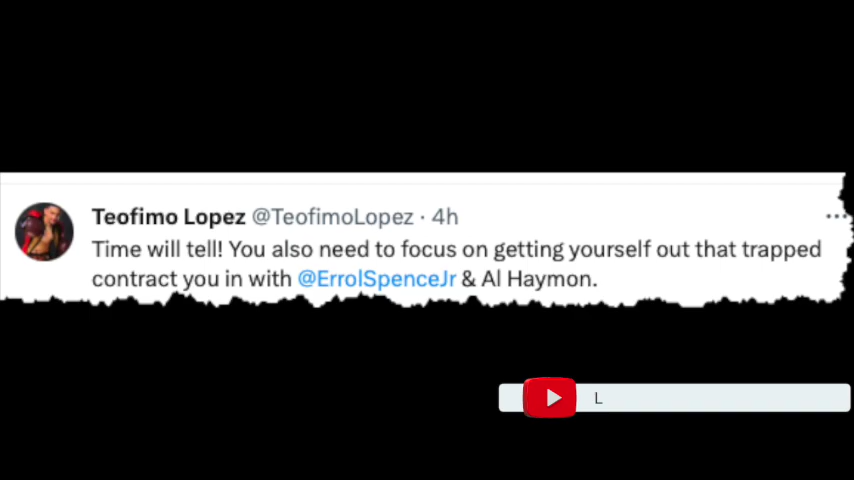 Teofimo Lopez @TeofimoLopez · 4h
Time will tell! You also need to focus on getting yourself out that trapped
contract you in with @ErrolSpenceJr & Al Haymon.
L